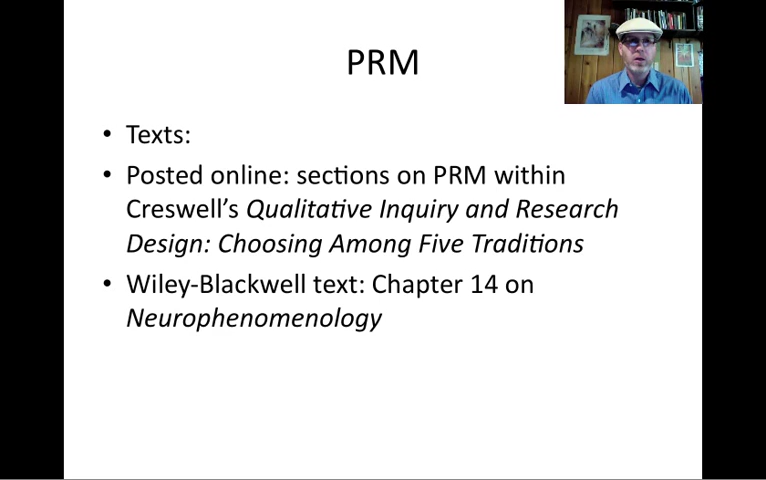 PRM
• Texts:
• Posted online: sections on PRM within
Creswell’s Qualitative Inquiry and Research
Design: Choosing Among Five Traditions
• Wiley-Blackwell text: Chapter 14 on
Neurophenomenology